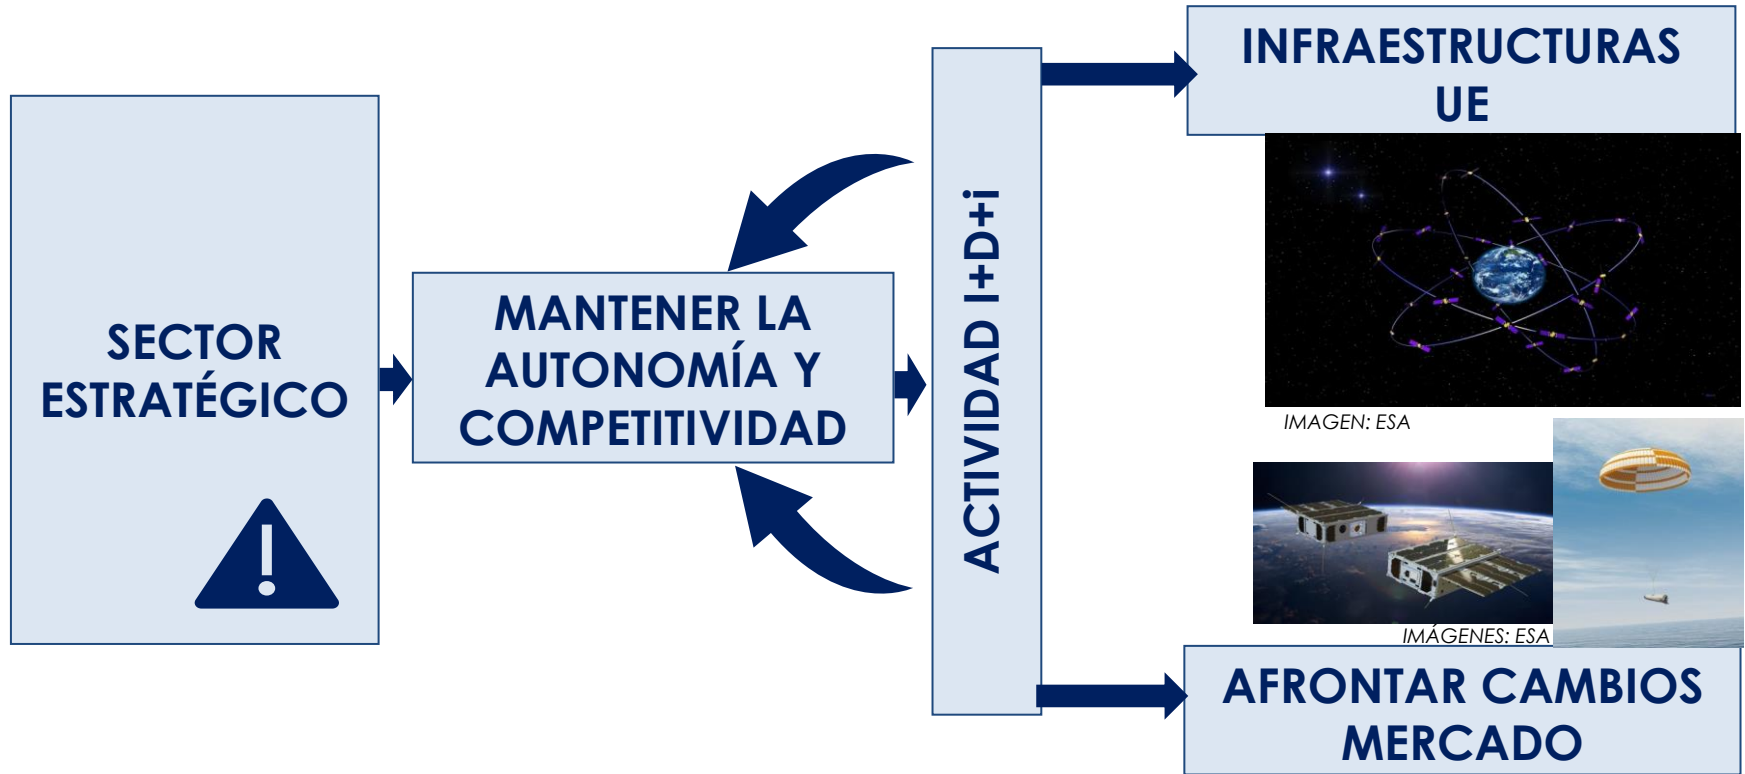 SECTOR
ESTRATÉGICO
MANTENER LA
AUTONOMÍA Y
COMPETITIVIDAD
ACTIVIDAD I+D+i
INFRAESTRUCTURAS
UE
IMAGEN: ESA
IMÁGENES: ESA
AFRONTAR CAMBIOS
MERCADO